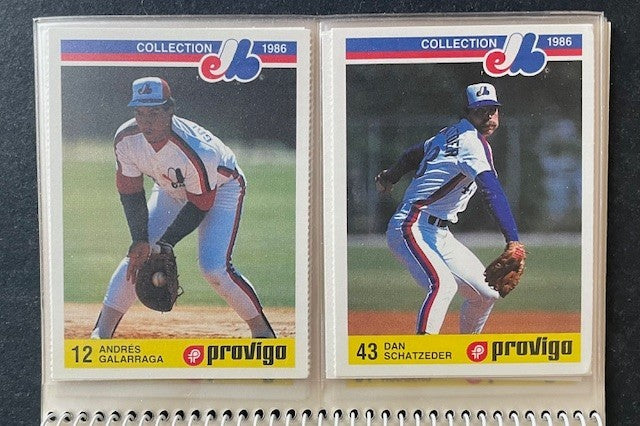 COLLECTION 1986
12 ANDRÉS
GALARRAGA
provigo
COLLECTION 1986
43 DAN
SCHATZEDER
provigo